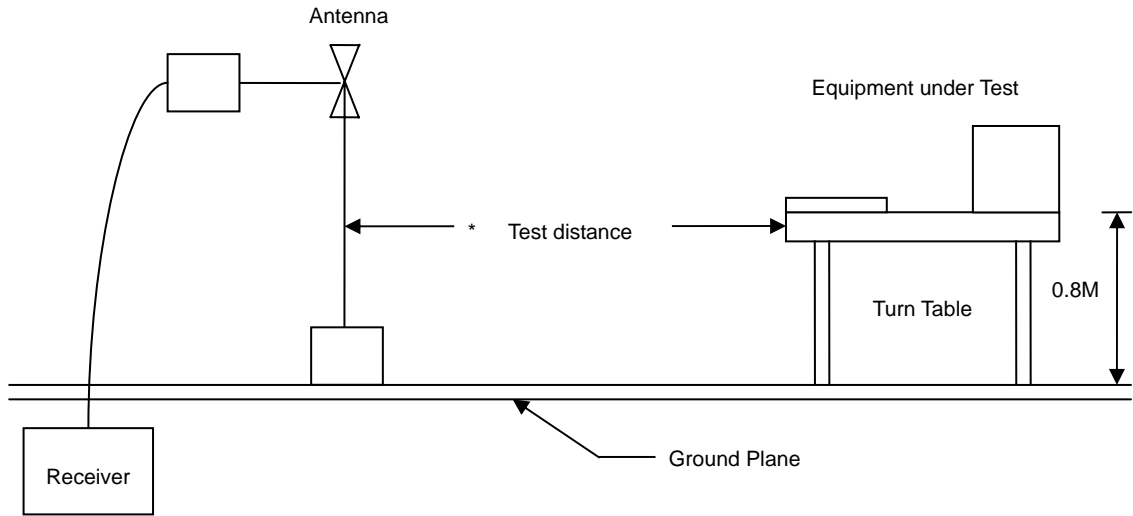 Antenna
Equipment under Test
* Test distance
0.8M
Turn Table
Ground Plane
Receiver